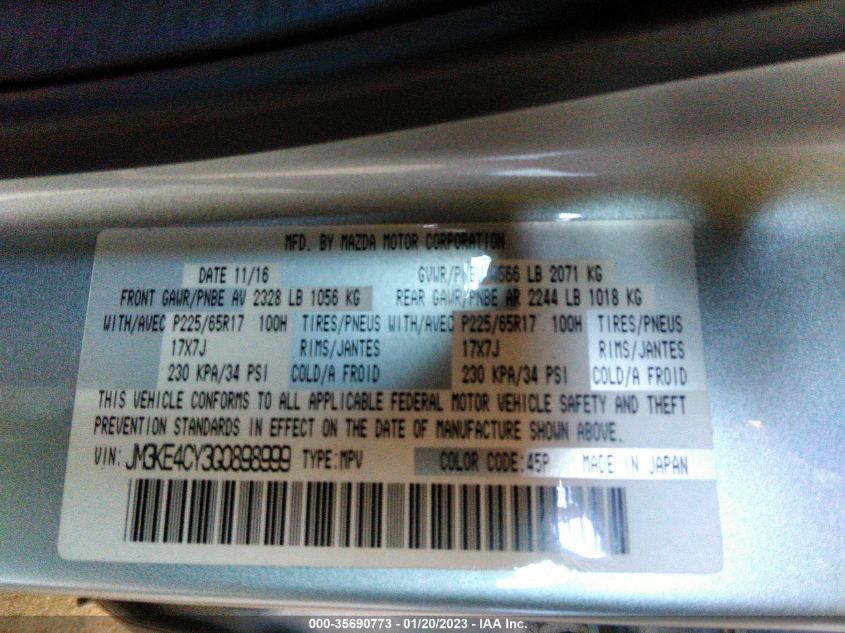 MFD. BY MAZDA MOTOR CORPORATION
DATE 11/16 LB 2071 KG
FRONT GAWR/PNBE AV 2328 LB 1056 KG REAR GAWR/PNBE AR 2244 LB 1018 KG
WITH/AVEC P225/65R17 100H TIRES/PNEUS WITH/AVEC P225/65R17 100H TIRES/PNEUS
17X7J RIMS/JANTES 17X7J RIMS/JANTES
230 KPA/34 PSI COLD/A FROID 230 KPA/34 PSI COLD/A FROID
THIS VEHICLE CONFORMS TO ALL APPLICABLE FEDERAL MOTOR VEHICLE SAFETY AND THEFT
PREVENTION STANDARDS IN EFFECT ON THE DATE OF MANUFACTURE SHOWN ABOVE.
VIN: JM3KE4CY3G0898999 TYPE:MPV COLOR CODE:45P MADE IN JAPAN
000-35690773 - 01/20/2023 - IAA Inc.